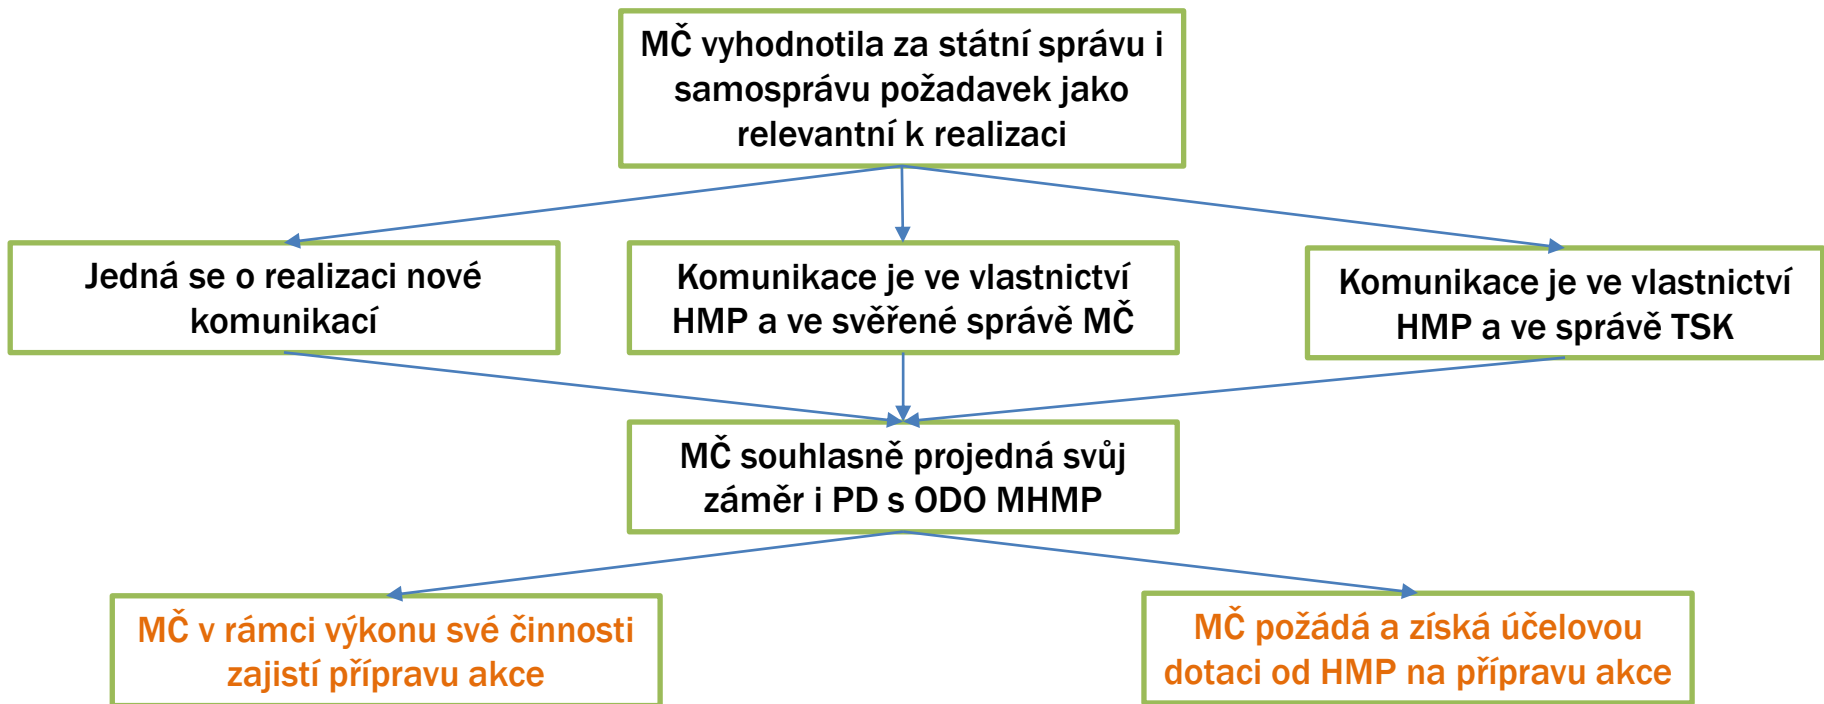 MČ vyhodnotila za státní správu i
samosprávu požadavek jako
relevantní k realizaci
Jedná se o realizaci nové
komunikací
Komunikace je ve vlastnictví
HMP a ve svěřené správě MČ
Komunikace je ve vlastnictví
HMP a ve správě TSK
MČ souhlasně projedná svůj
záměr i PD s ODO MHMP
MČ v rámci výkonu své činnosti
zajistí přípravu akce
MČ požádá a získá účelovou
dotaci od HMP na přípravu akce